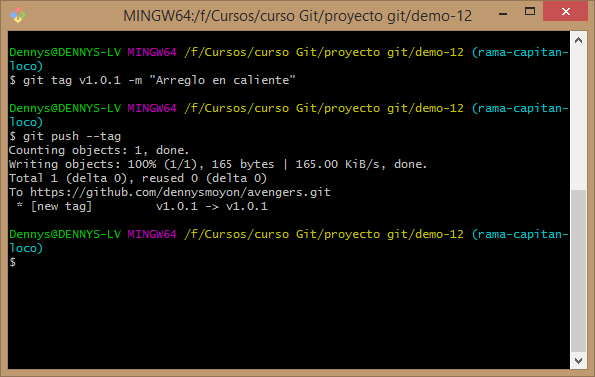 MINGW64:/f/Cursos/curso Git/proyecto git/demo-12
Dennys@DENNYS-LV MINGW64 /f/Cursos/curso Git/proyecto git/demo-12 (rama-capitan-
loco)
$ git tag v1.0.1 -m "Arreglo en caliente"
Dennys@DENNYS-LV MINGW64 /f/Cursos/curso Git/proyecto git/demo-12 (rama-capitan-
loco)
$ git push --tag
Counting objects: 1, done.
Writing objects: 100% (1/1), 165 bytes | 165.00 KiB/s, done.
Total 1 (delta 0), reused 0 (delta 0)
To https://github.com/dennysmoyon/avengers.git
 * [new tag]         v1.0.1 -> v1.0.1
Dennys@DENNYS-LV MINGW64 /f/Cursos/curso Git/proyecto git/demo-12 (rama-capitan-
loco)
$